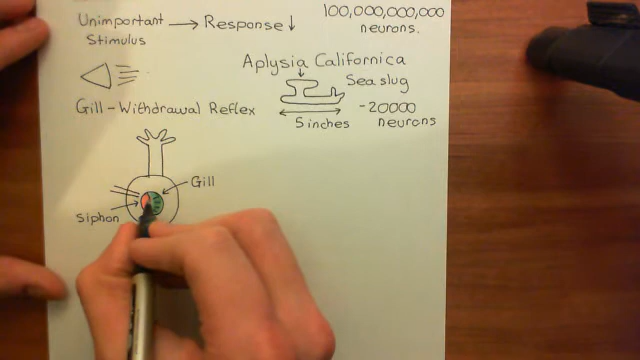 Unimportant Stimulus → Response ↓
100,000,000,000
neurons.
Aplysia Californica
Sea slug
Gill-Withdrawal Reflex
5 inches
~20000
neurons
Gill
Siphon